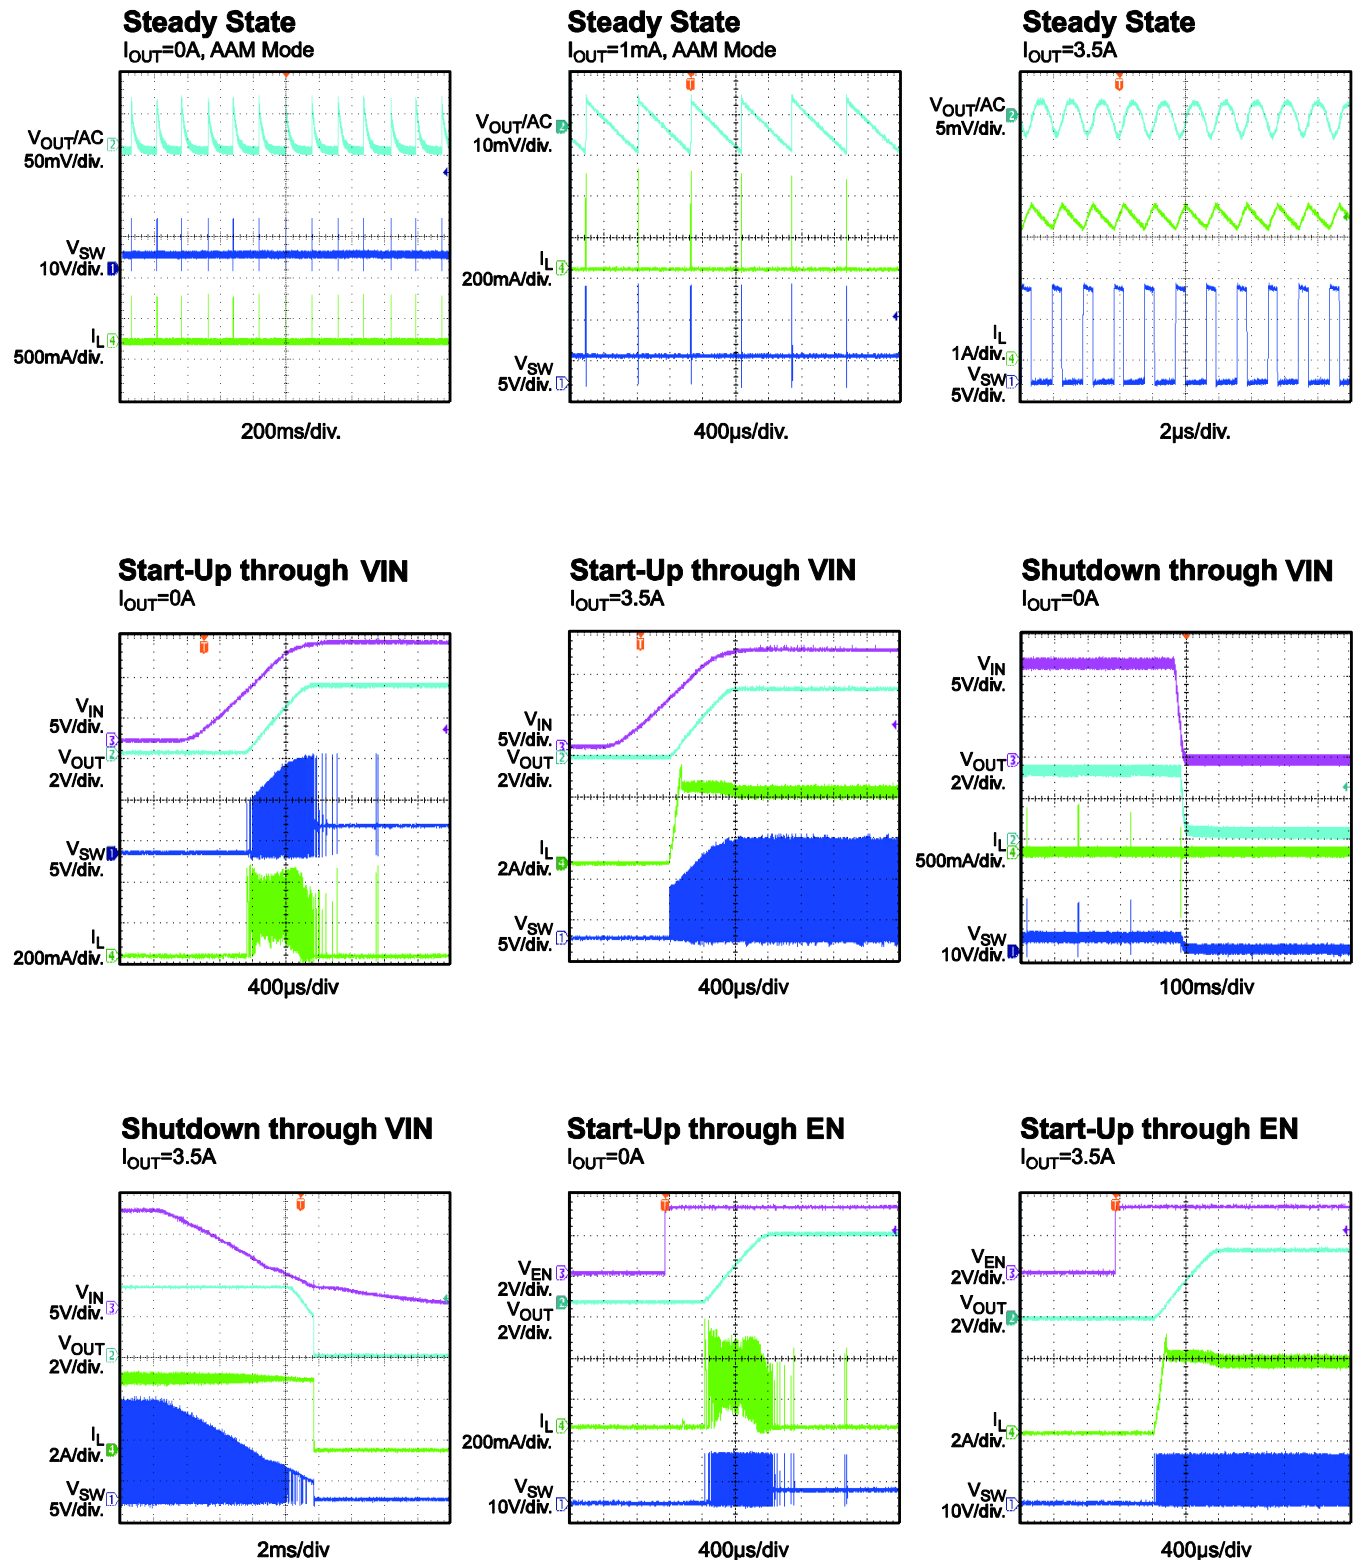 Steady State
IOUT=0A, AAM Mode
VOUT/AC
50mV/div.
VSW
10V/div.
IL
500mA/div.
200ms/div.
Steady State
IOUT=1mA, AAM Mode
VOUT/AC
10mV/div.
IL
200mA/div.
VSW
5V/div.
400µs/div.
Steady State
IOUT=3.5A
VOUT/AC
5mV/div.
IL
1A/div.
VSW
5V/div.
2µs/div.
Start-Up through VIN
IOUT=0A
VIN
5V/div.
VOUT
2V/div.
VSW
5V/div.
IL
200mA/div.
400µs/div
Start-Up through VIN
IOUT=3.5A
VIN
5V/div.
VOUT
2V/div.
IL
2A/div.
VSW
5V/div.
400µs/div
Shutdown through VIN
IOUT=0A
VIN
5V/div.
VOUT
2V/div.
IL
500mA/div.
VSW
10V/div.
100ms/div
Shutdown through VIN
IOUT=3.5A
VIN
5V/div.
VOUT
2V/div.
IL
2A/div.
VSW
5V/div.
2ms/div
Start-Up through EN
IOUT=0A
VEN
2V/div.
VOUT
2V/div.
IL
200mA/div.
VSW
10V/div.
400µs/div
Start-Up through EN
IOUT=3.5A
VEN
2V/div.
VOUT
2V/div.
IL
2A/div.
VSW
10V/div.
400µs/div